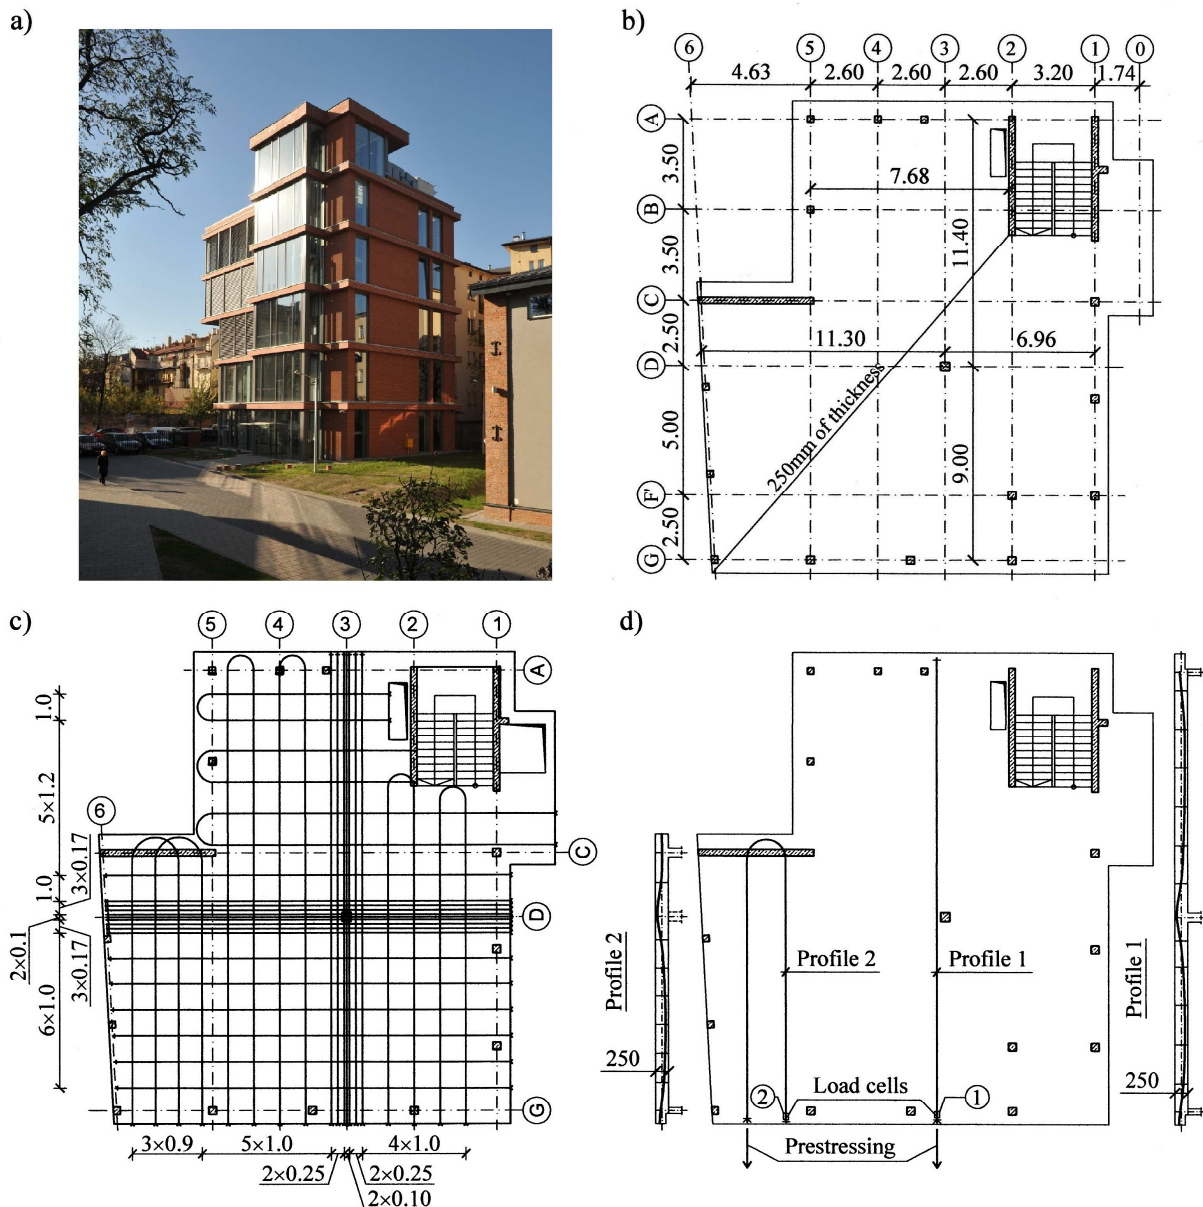 a)
b)
6
5
4
3
2
1
0
4.63
2.60
2.60
2.60
3.20
1.74
A
B
C
D
F
G
3.50
3.50
2.50
5.00
2.50
7.68
11.40
11.30
6.96
9.00
250mm of thickness
c)
5
4
3
2
1
6
A
C
D
G
1.0
5×1.2
3×0.17
1.0
2×0.1
3×0.17
6×1.0
3×0.9
5×1.0
4×1.0
2×0.25
2×0.25
2×0.10
d)
Profile 2
Profile 1
Profile 2
Profile 1
250
250
2
Load cells
1
Prestressing